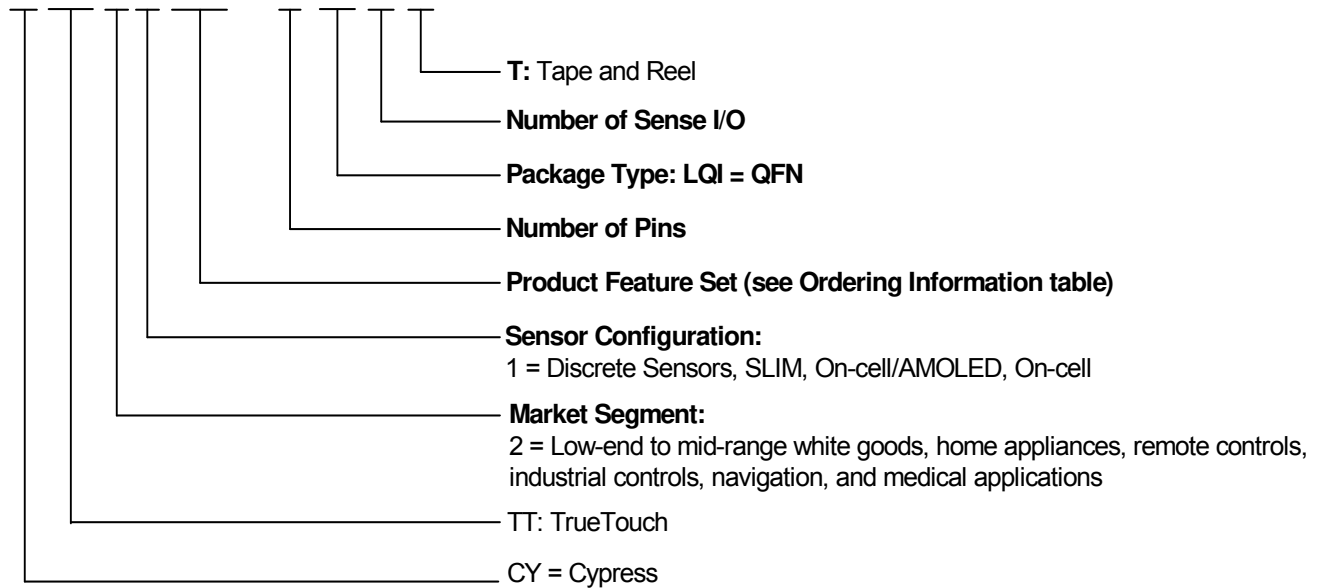 T: Tape and Reel
Number of Sense I/O
Package Type: LQI = QFN
Number of Pins
Product Feature Set (see Ordering Information table)
Sensor Configuration:
1 = Discrete Sensors, SLIM, On-cell/AMOLED, On-cell
Market Segment:
2 = Low-end to mid-range white goods, home appliances, remote controls,
industrial controls, navigation, and medical applications
TT: TrueTouch
CY = Cypress